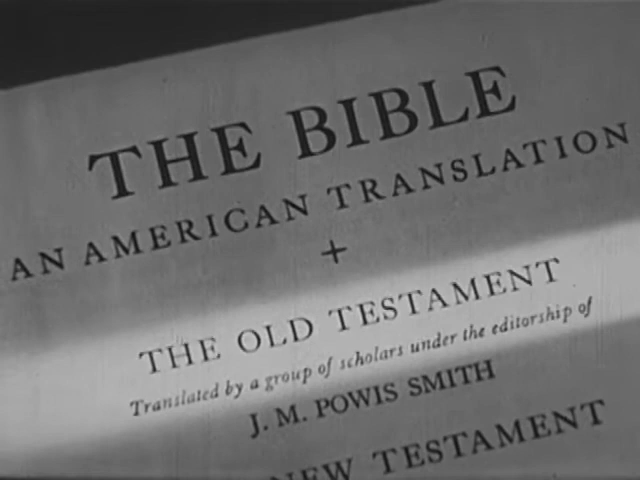 THE BIBLE
AN AMERICAN TRANSLATION
+
THE OLD TESTAMENT
Translated by a group of scholars under the editorship of
J. M. POWIS SMITH
NEW TESTAMENT